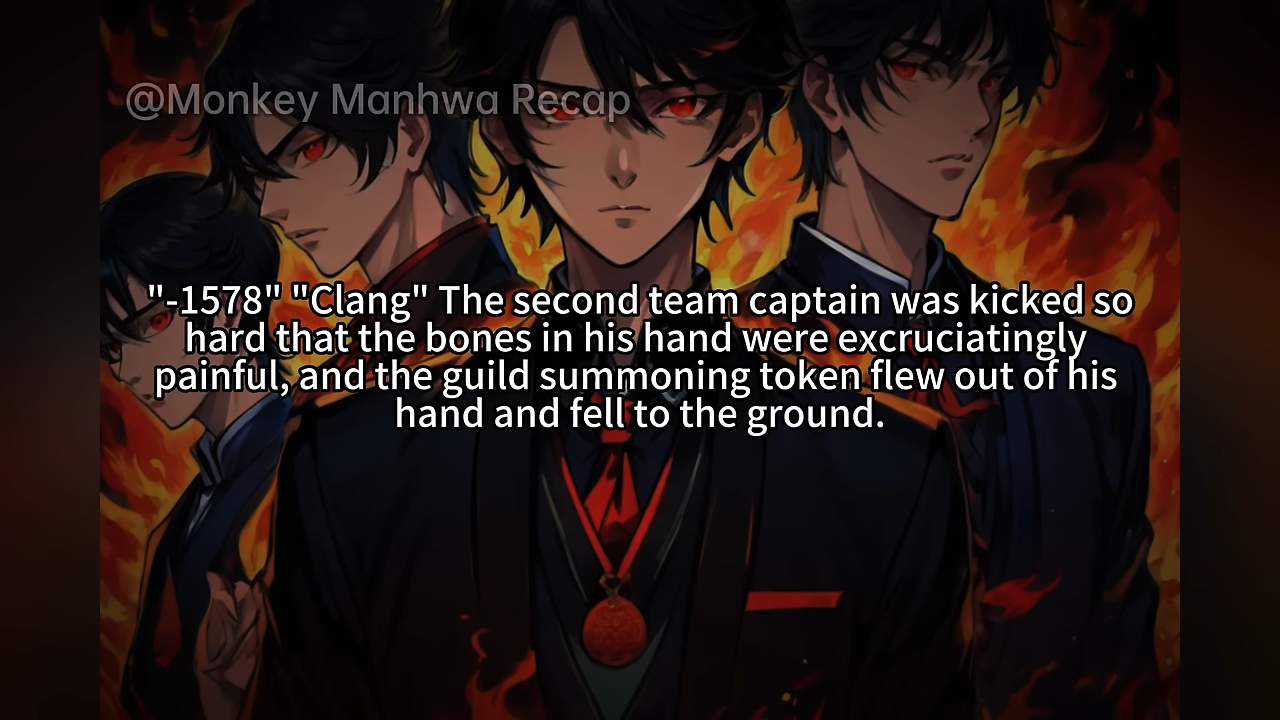 @Monkey Manhwa Recap
"-1578" "Clang" The second team captain was kicked so
hard that the bones in his hand were excruciatingly
painful, and the guild summoning token flew out of his
hand and fell to the ground.